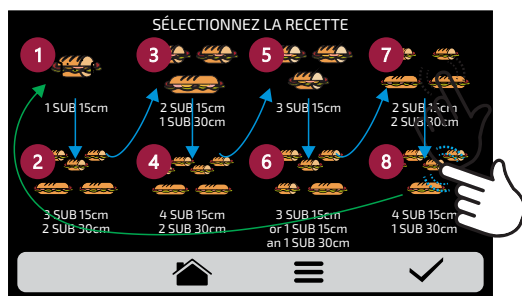 SÉLECTIONNEZ LA RECETTE
1
3
5
7
1 SUB 15cm
2 SUB 15cm
1 SUB 30cm
3 SUB 15cm
2 SUB 15cm
2 SUB 30cm
2
4
6
8
3 SUB 15cm
2 SUB 30cm
4 SUB 15cm
2 SUB 30cm
3 SUB 15cm
or 1 SUB 15cm
an 1 SUB 30cm
4 SUB 15cm
1 SUB 30cm